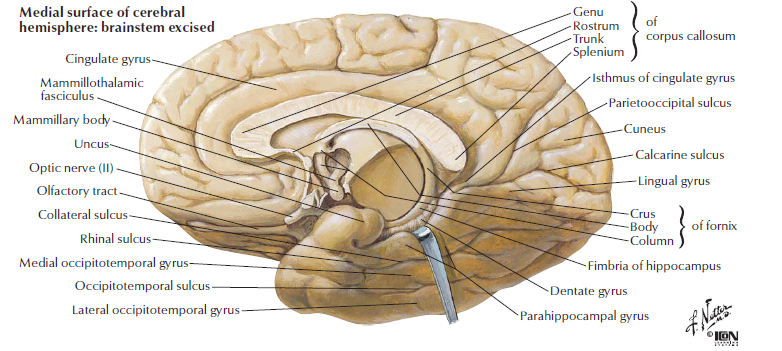 Medial surface of cerebral
hemisphere: brainstem excised
Cingulate gyrus
Mammillothalamic
fasciculus
Mammillary body
Uncus
Optic nerve (II)
Olfactory tract
Collateral sulcus
Rhinal sulcus
Medial occipitotemporal gyrus
Occipitotemporal sulcus
Lateral occipitotemporal gyrus
Genu
Rostrum
Trunk
Splenium
of
corpus callosum
Isthmus of cingulate gyrus
Parietooccipital sulcus
Cuneus
Calcarine sulcus
Lingual gyrus
Crus
Body
Column
of fornix
Fimbria of hippocampus
Dentate gyrus
Parahippocampal gyrus
F. Netter
M.D.
© ICON